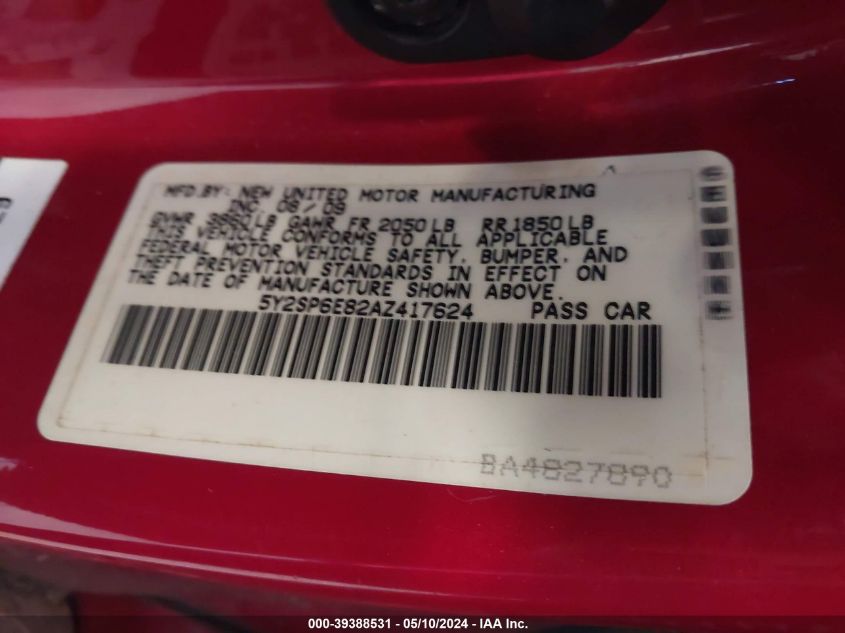 MFD.BY: NEW UNITED MOTOR MANUFACTURING
INC 08/09
GVWR 3860LB GAWR FR 2050LB RR 1850LB
THIS VEHICLE CONFORMS TO ALL APPLICABLE
FEDERAL MOTOR VEHICLE SAFETY, BUMPER, AND
THEFT PREVENTION STANDARDS IN EFFECT ON
THE DATE OF MANUFACTURE SHOWN ABOVE.
5Y2SP6E82AZ417624 PASS CAR
BA4827890
000-39388531 - 05/10/2024 - IAA Inc.